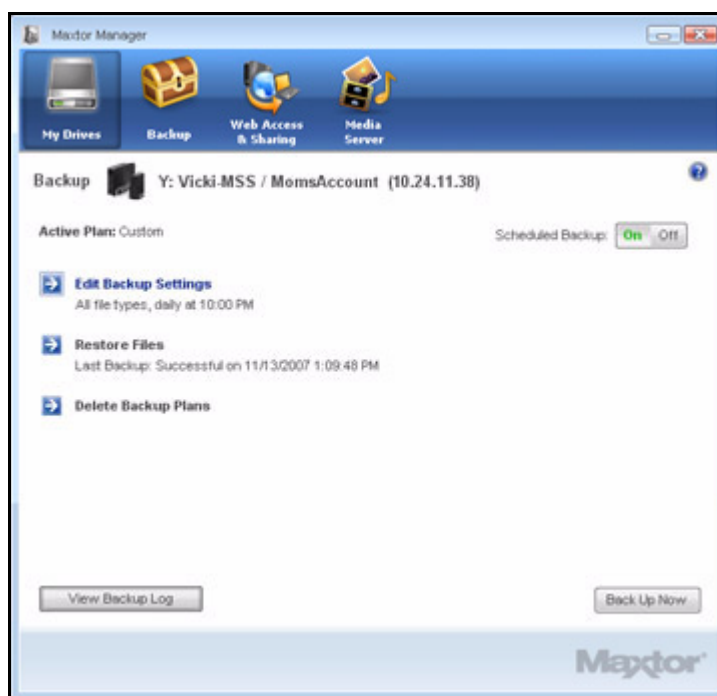 Maxtor Manager
My Drives
Backup
Web Access & Sharing
Media Server
Backup Y: Vicki-MSS / MomsAccount (10.24.11.38)
Active Plan: Custom
Scheduled Backup: On Off
Edit Backup Settings
All file types, daily at 10:00 PM
Restore Files
Last Backup: Successful on 11/13/2007 1:09:48 PM
Delete Backup Plans
View Backup Log
Back Up Now
Maxtor